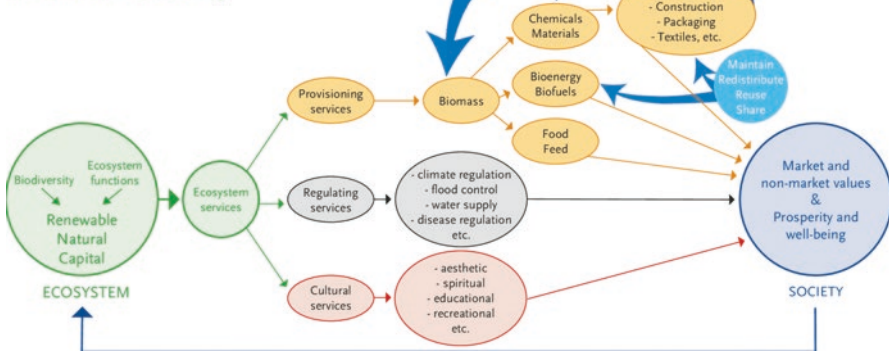 Chemicals
Materials
- Construction
- Packaging
- Textiles, etc.
Maintain
Redistiribute
Reuse
Share
Provisioning
services
Biomass
Bioenergy
Biofuels
Food
Feed
Biodiversity
Ecosystem
functions
Renewable
Natural
Capital
ECOSYSTEM
Ecosystem
services
Regulating
services
- climate regulation
- flood control
- water supply
- disease regulation
etc.
Cultural
services
- aesthetic
- spiritual
- educational
- recreational
etc.
Market and
non-market values
&
Prosperity and
well-being
SOCIETY